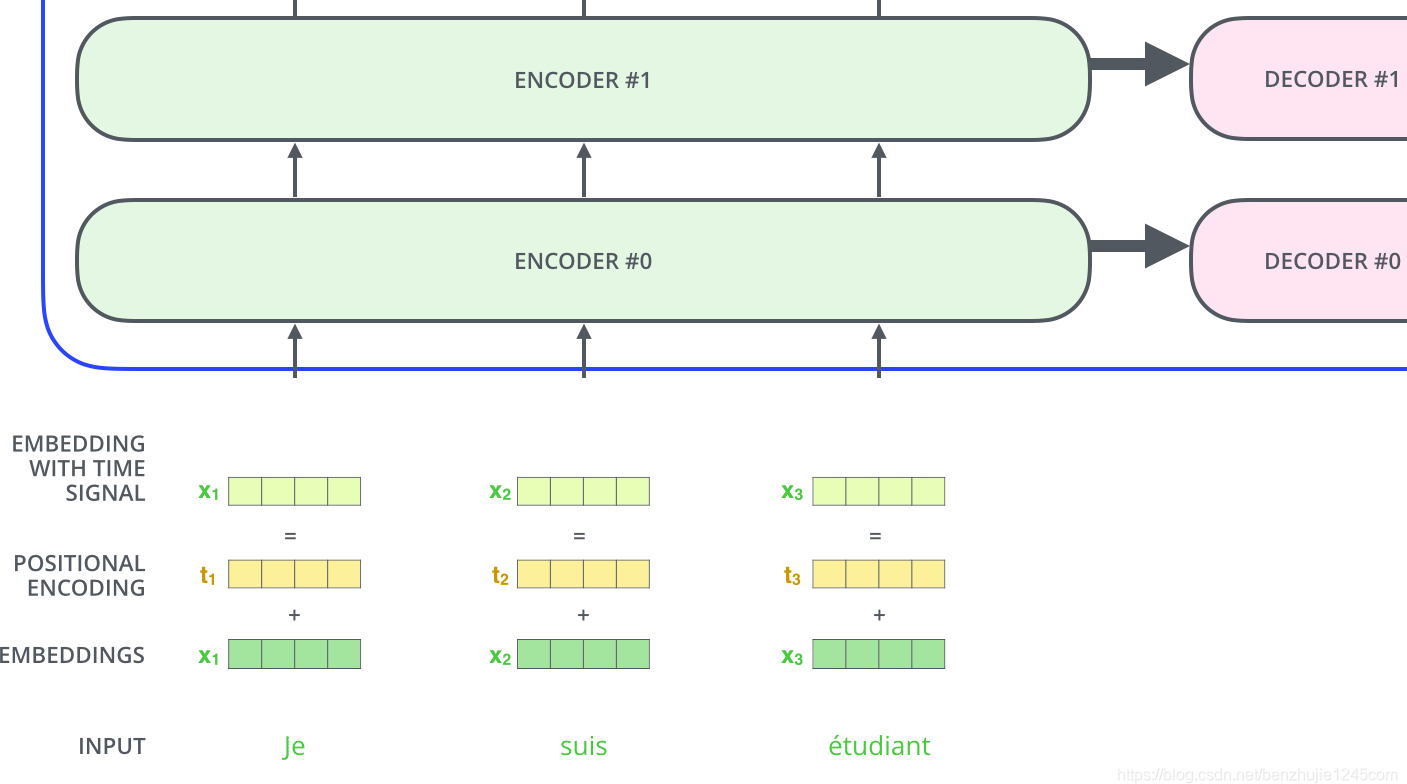 ENCODER #1
DECODER #1
ENCODER #0
DECODER #0
EMBEDDING
WITH TIME
SIGNAL
x1
x2
x3
=
=
=
POSITIONAL
ENCODING
t1
t2
t3
+
+
+
EMBEDDINGS
x1
x2
x3
INPUT
Je
suis
étudiant
https://blog.csdn.net/benzhujie1245com